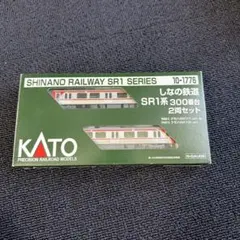 SHINANO RAILWAY SR1 SERIES
10-1776
しなの鉄道
SR1系 300番台
2両セット
KATO
PRECISION RAILROAD MODELS